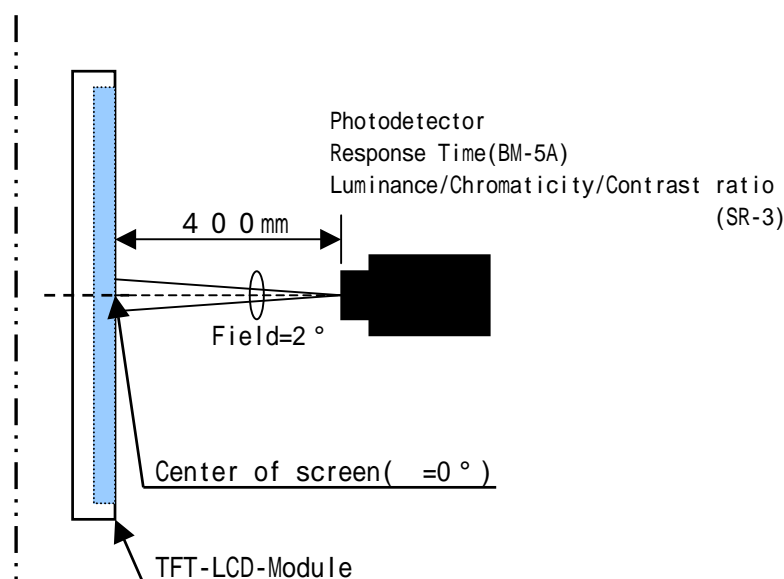 Photodetector
Response Time(BM-5A)
Luminance/Chromaticity/Contrast ratio
(SR-3)
400mm
Field=2°
Center of screen( =0°)
TFT-LCD-Module